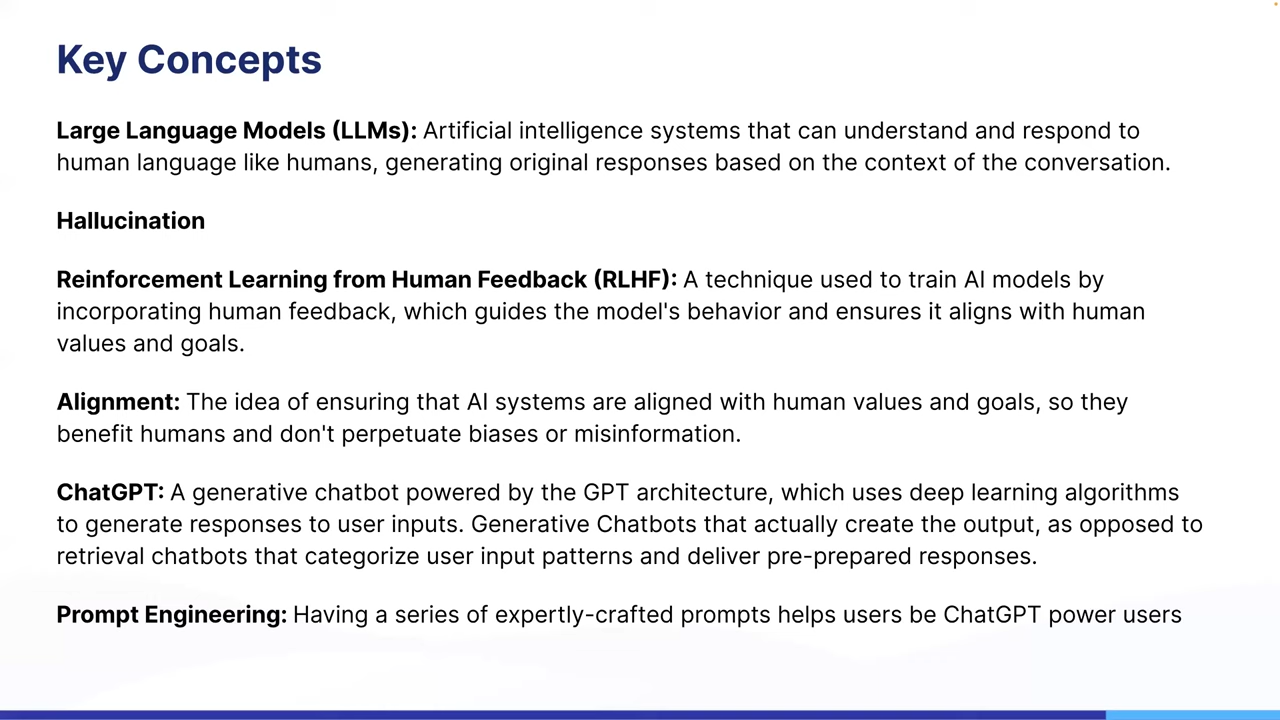 Key Concepts
Large Language Models (LLMs): Artificial intelligence systems that can understand and respond to
human language like humans, generating original responses based on the context of the conversation.
Hallucination
Reinforcement Learning from Human Feedback (RLHF): A technique used to train AI models by
incorporating human feedback, which guides the model's behavior and ensures it aligns with human
values and goals.
Alignment: The idea of ensuring that AI systems are aligned with human values and goals, so they
benefit humans and don't perpetuate biases or misinformation.
ChatGPT: A generative chatbot powered by the GPT architecture, which uses deep learning algorithms
to generate responses to user inputs. Generative Chatbots that actually create the output, as opposed to
retrieval chatbots that categorize user input patterns and deliver pre-prepared responses.
Prompt Engineering: Having a series of expertly-crafted prompts helps users be ChatGPT power users